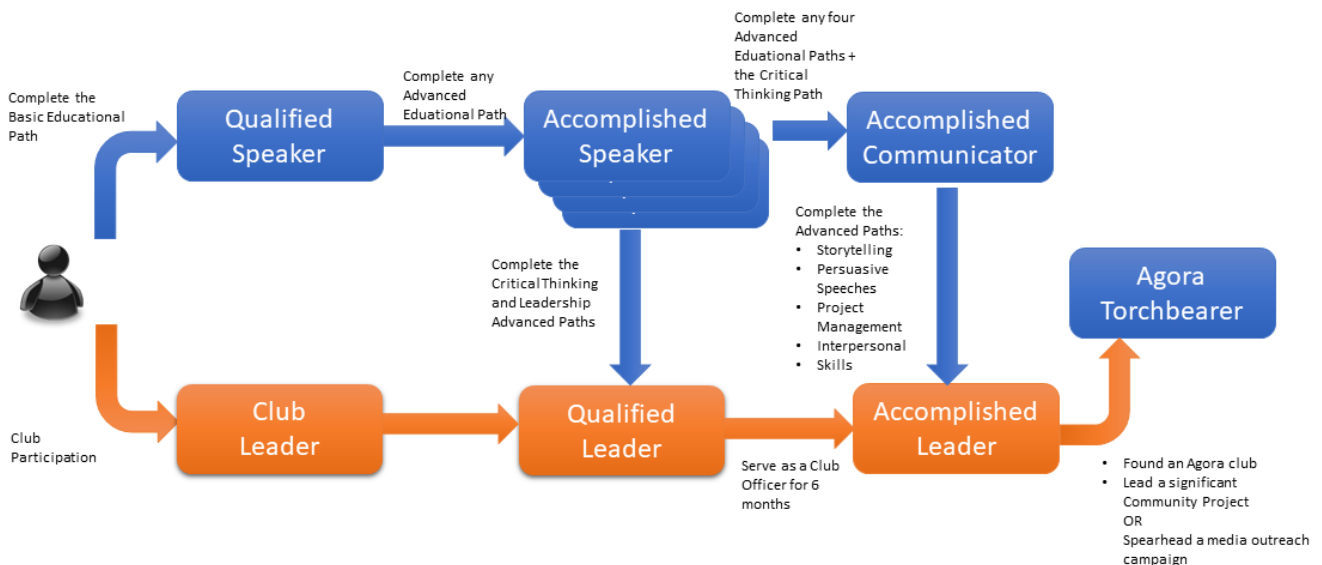 Complete the
Basic Educational
Path
Qualified
Speaker
Complete any
Advanced
Eduational Path
Accomplished
Speaker
Complete any four
Advanced
Eduational Paths +
the Critical
Thinking Path
Accomplished
Communicator
Complete the
Critical Thinking
and Leadership
Advanced Paths
Complete the
Advanced Paths:
• Storytelling
• Persuasive
Speeches
• Project
Management
• Interpersonal
• Skills
Agora
Torchbearer
Club
Participation
Club
Leader
Qualified
Leader
Serve as a Club
Officer for 6
months
Accomplished
Leader
• Found an Agora club
• Lead a significant
Community Project
OR
Spearhead a media outreach
campaign